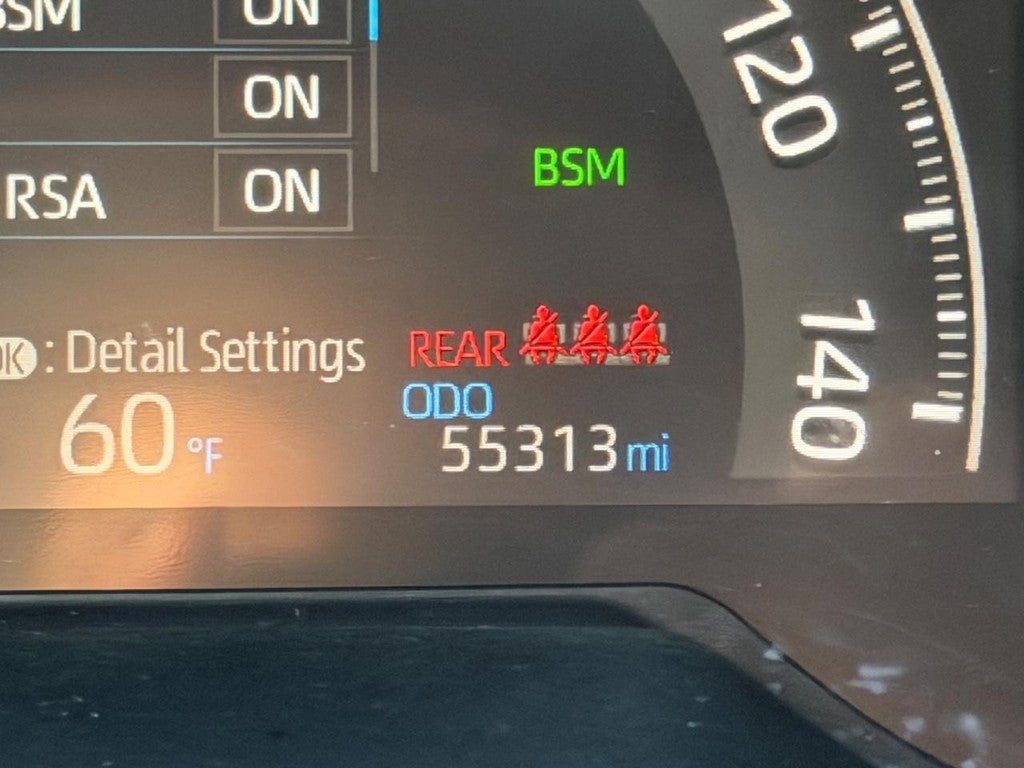 BSM ON
ON
RSA ON
BSM
120
140
OK : Detail Settings
REAR
60 °F
ODO
55313 mi